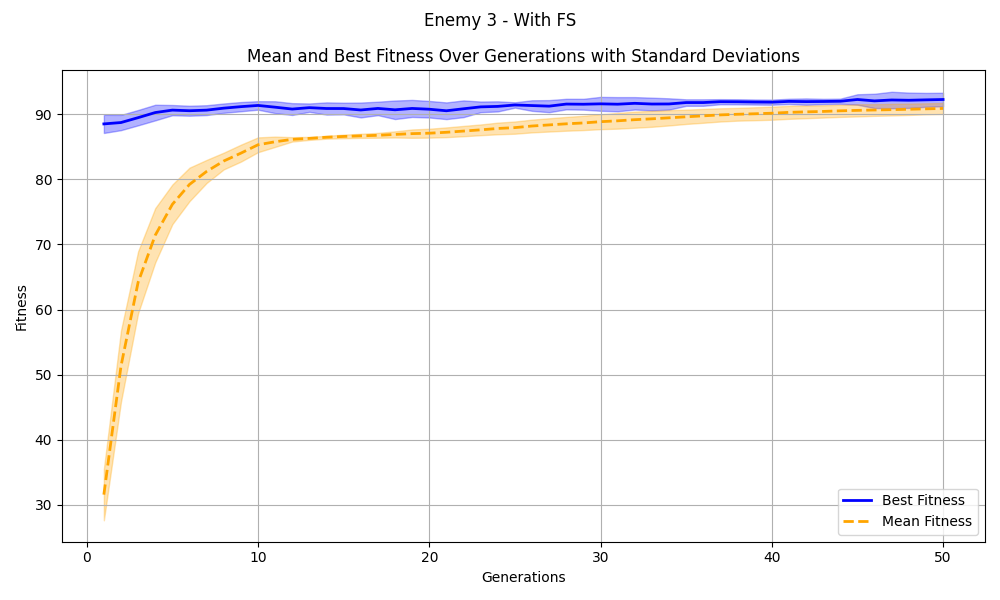 Enemy 3 - With FS
Mean and Best Fitness Over Generations with Standard Deviations
Fitness
90
80
70
60
50
40
30
0
10
20
30
40
50
Generations
Best Fitness
Mean Fitness